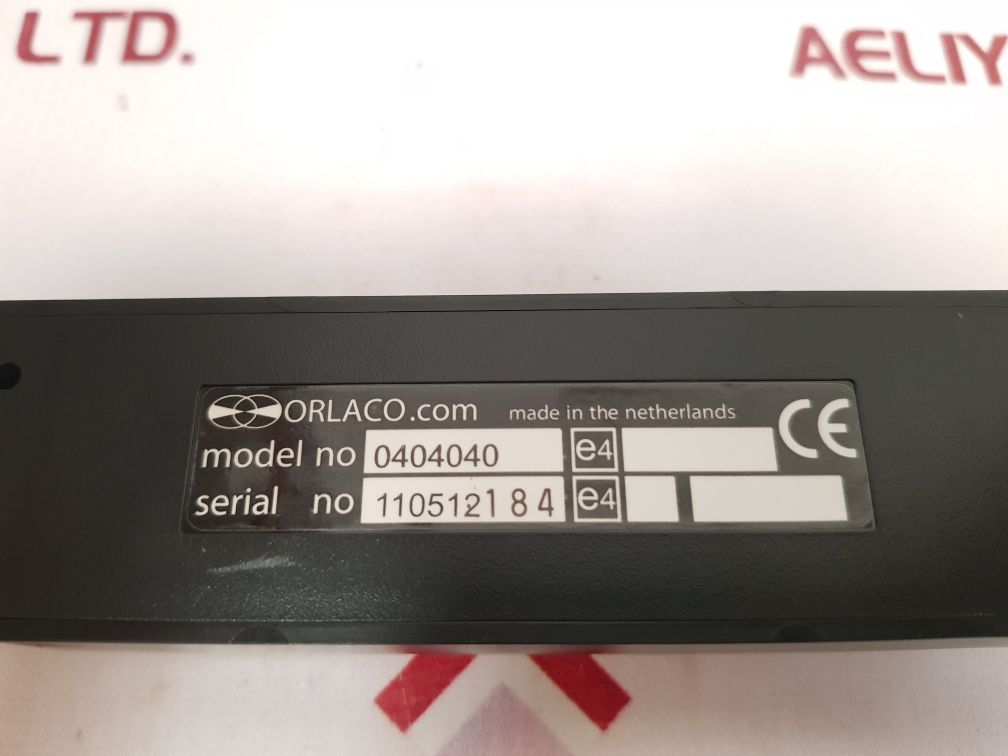 LTD. AELIY
ORLACO.com made in the netherlands CE
model no 0404040 e4
serial no 110512184 e4